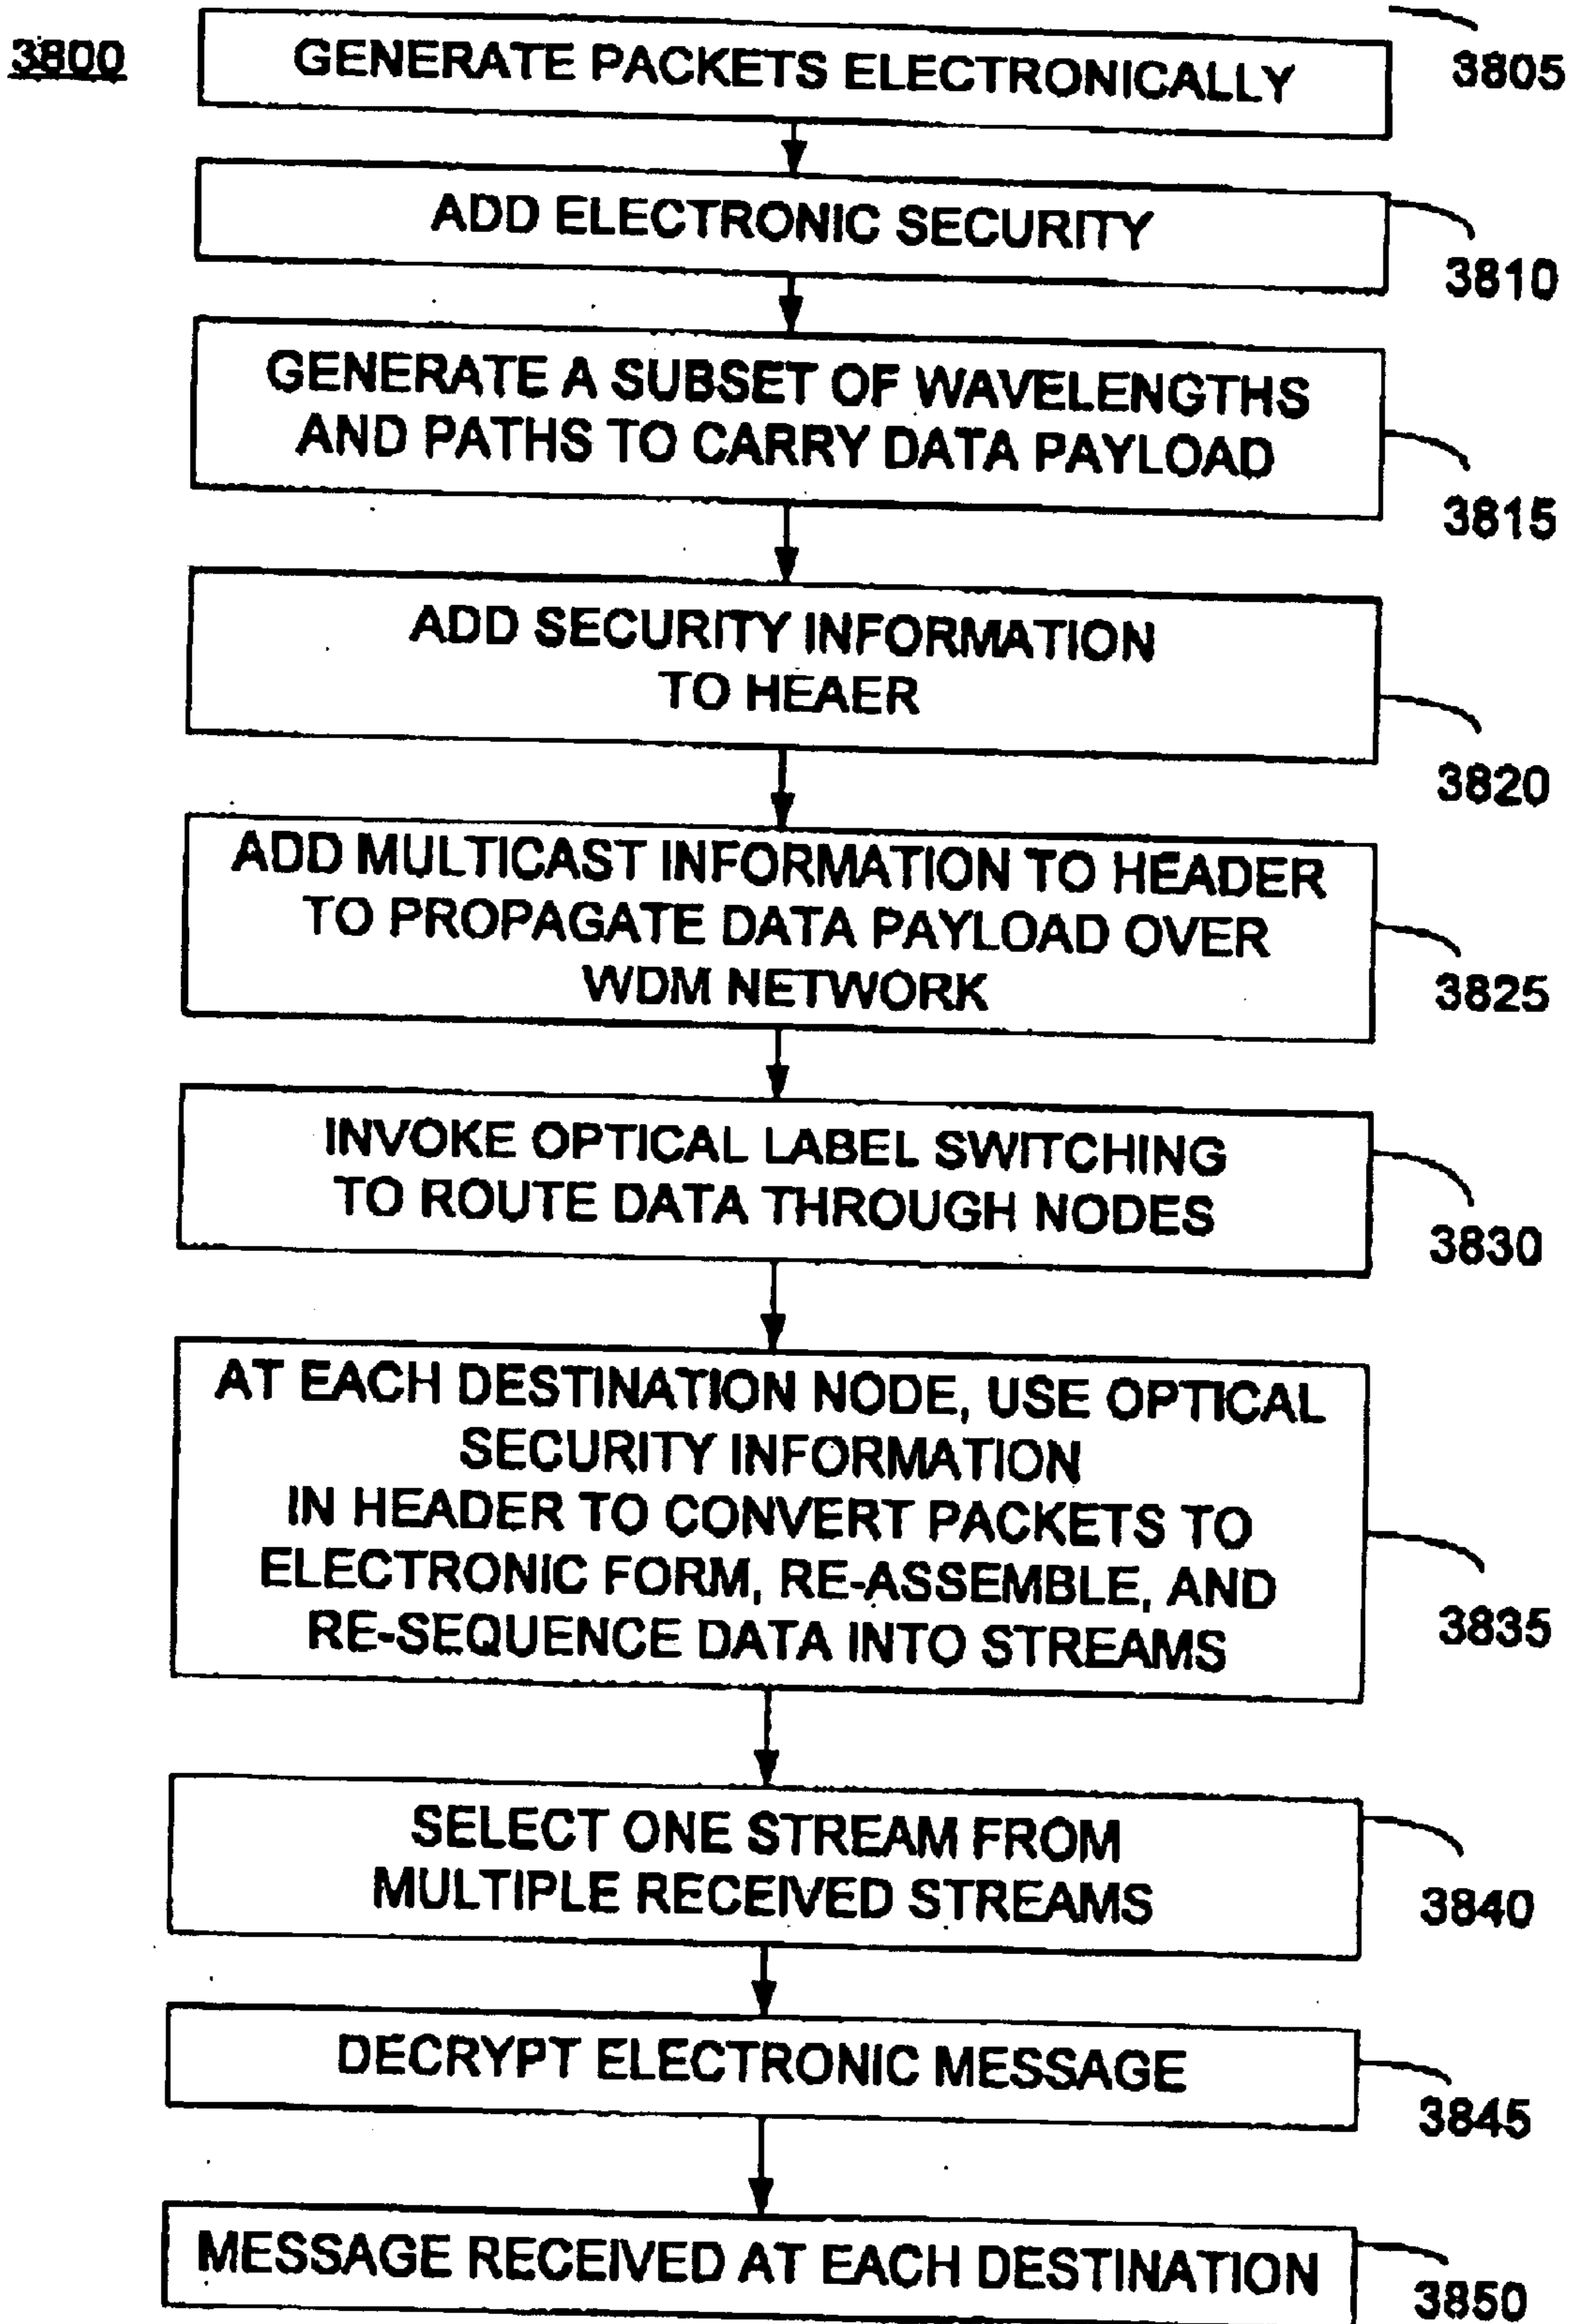 3800
GENERATE PACKETS ELECTRONICALLY
3805
ADD ELECTRONIC SECURITY
3810
GENERATE A SUBSET OF WAVELENGTHS
AND PATHS TO CARRY DATA PAYLOAD
3815
ADD SECURITY INFORMATION
TO HEAER
3820
ADD MULTICAST INFORMATION TO HEADER
TO PROPAGATE DATA PAYLOAD OVER
WDM NETWORK
3825
INVOKE OPTICAL LABEL SWITCHING
TO ROUTE DATA THROUGH NODES
3830
AT EACH DESTINATION NODE, USE OPTICAL
SECURITY INFORMATION
IN HEADER TO CONVERT PACKETS TO
ELECTRONIC FORM, RE-ASSEMBLE, AND
RE-SEQUENCE DATA INTO STREAMS
3835
SELECT ONE STREAM FROM
MULTIPLE RECEIVED STREAMS
3840
DECRYPT ELECTRONIC MESSAGE
3845
MESSAGE RECEIVED AT EACH DESTINATION
3850